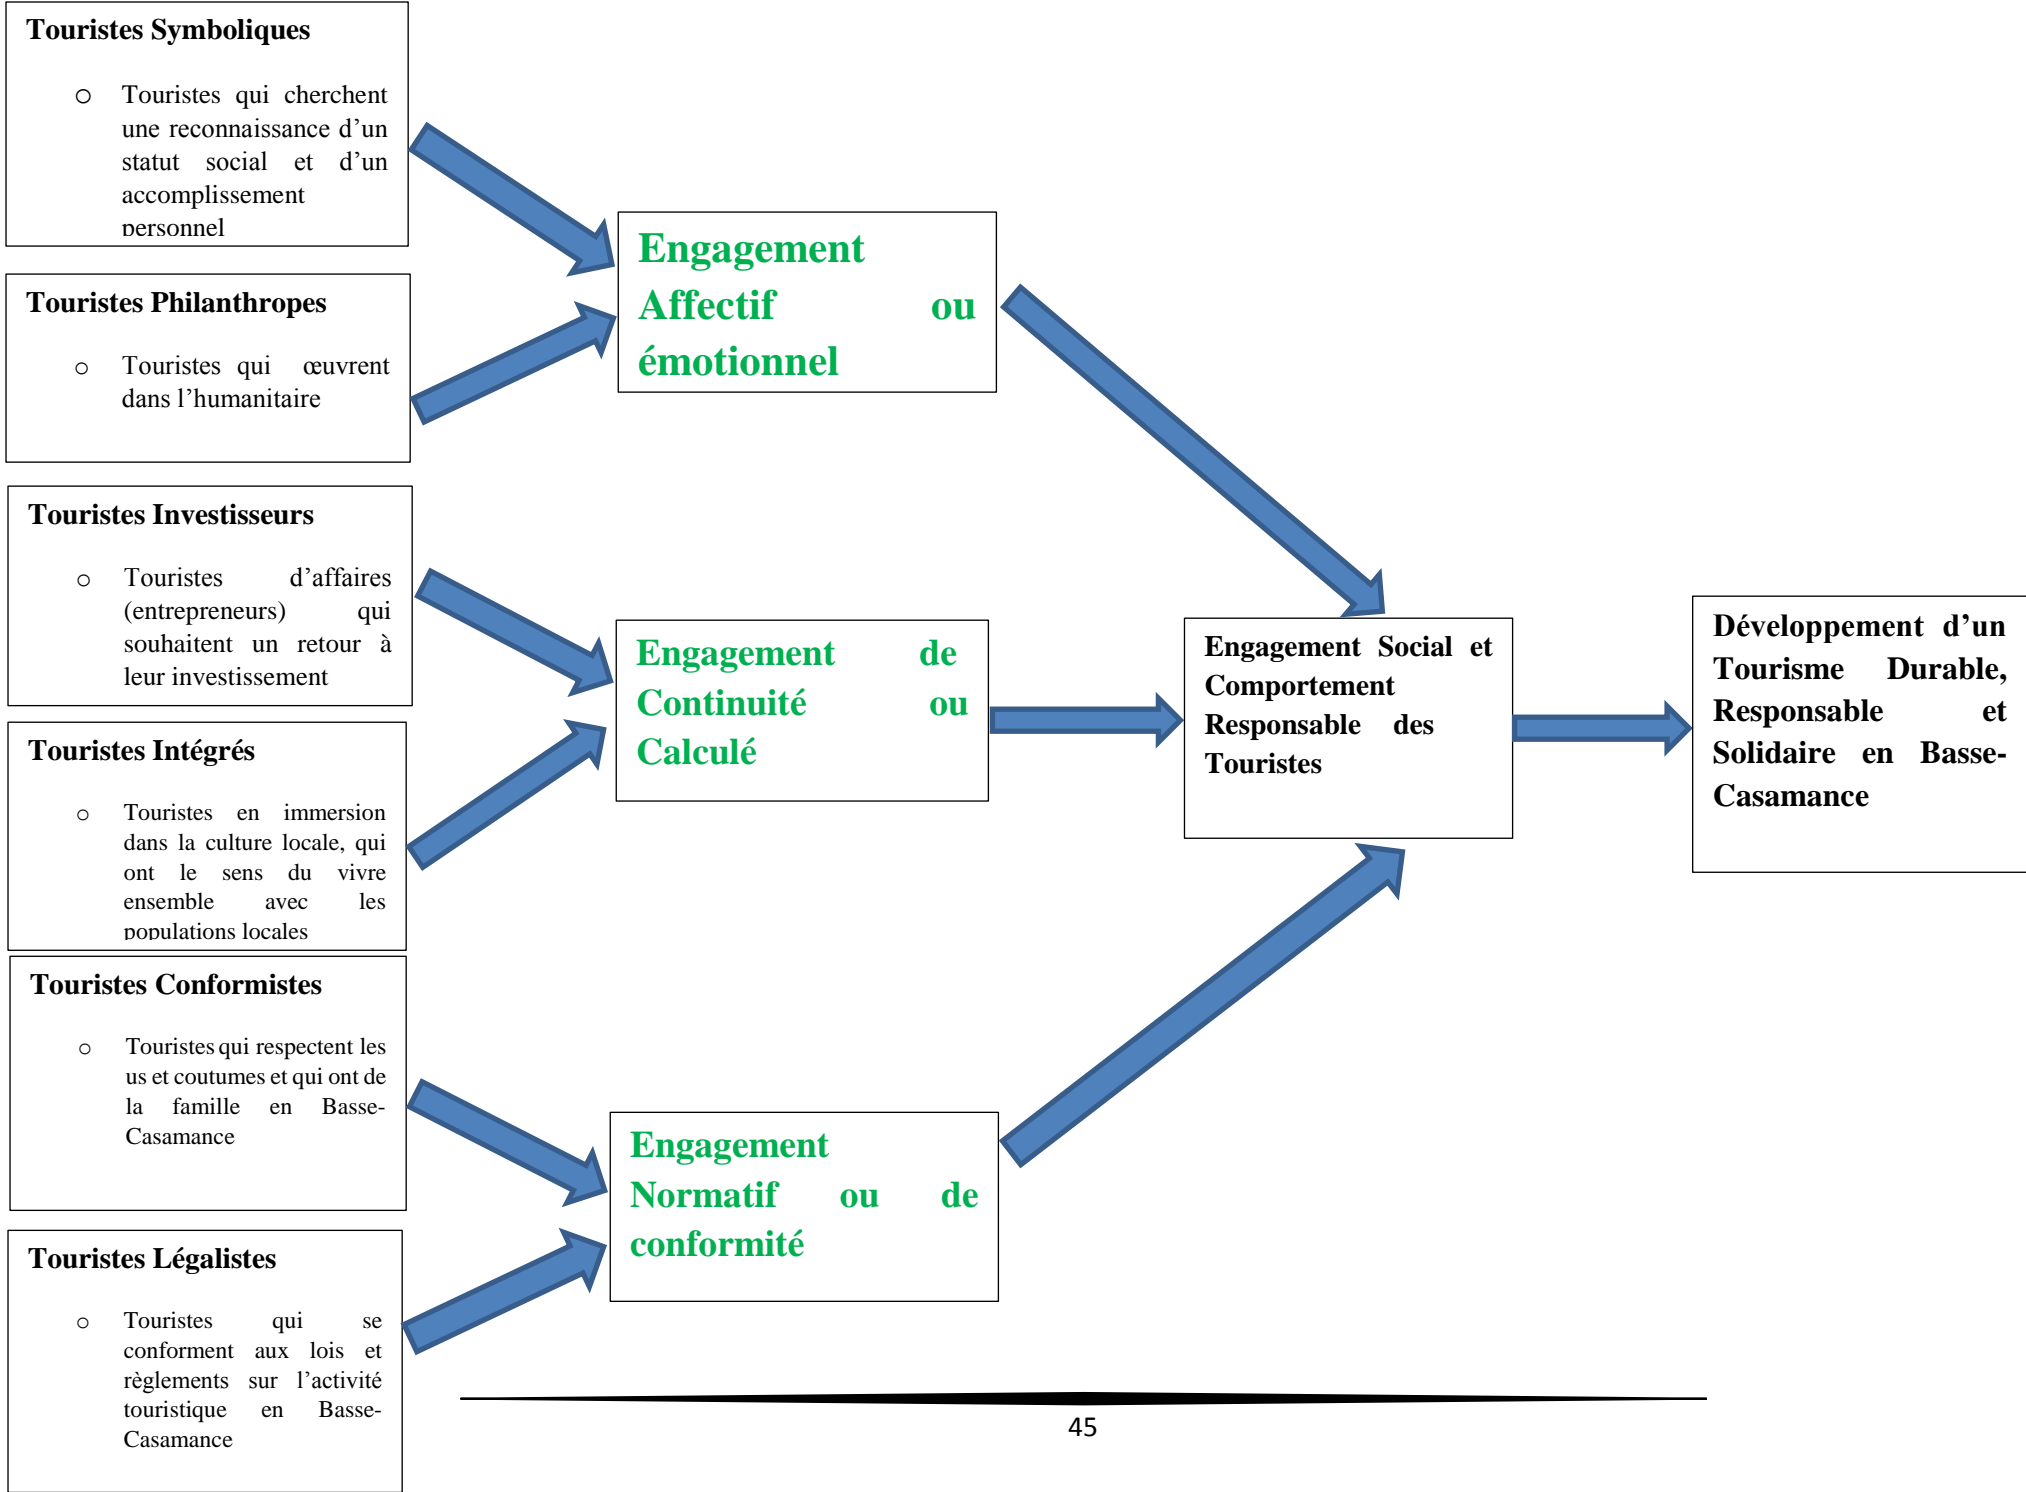 Touristes Symboliques
o Touristes qui cherchent
une reconnaissance d’un
statut social et d’un
accomplissement
personnel
Touristes Philanthropes
o Touristes qui œuvrent
dans l’humanitaire
Touristes Investisseurs
o Touristes d’affaires
(entrepreneurs) qui
souhaitent un retour à
leur investissement
Touristes Intégrés
o Touristes en immersion
dans la culture locale, qui
ont le sens du vivre
ensemble avec les
populations locales
Touristes Conformistes
o Touristes qui respectent les
us et coutumes et qui ont de
la famille en Basse-
Casamance
Touristes Légalistes
o Touristes qui se
conforment aux lois et
règlements sur l’activité
touristique en Basse-
Casamance
Engagement
Affectif ou
émotionnel
Engagement de
Continuité ou
Calculé
Engagement
Normatif ou de
conformité
Engagement Social et
Comportement
Responsable des
Touristes
Développement d’un
Tourisme Durable,
Responsable et
Solidaire en Basse-
Casamance
45